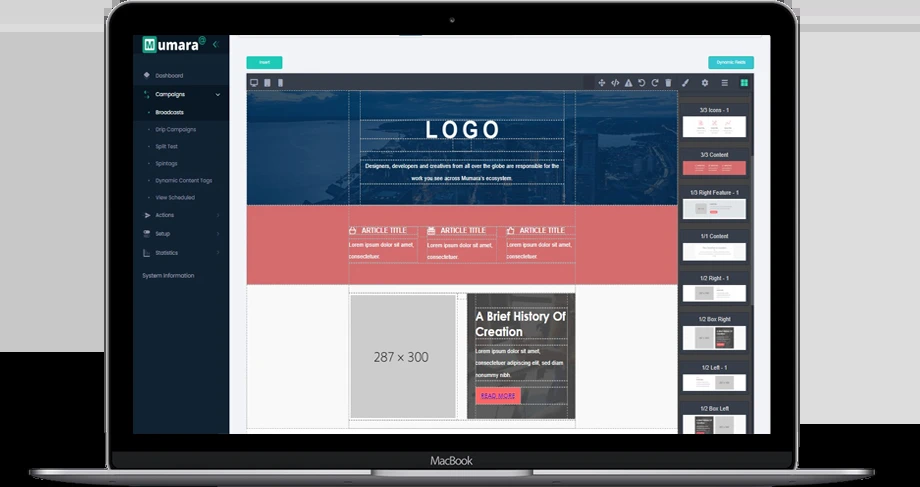 Mumara
Dashboard
Campaigns
Broadcasts
Drip Campaigns
Split Test
Spintags
Dynamic Content Tags
View Scheduled
Actions
Setup
Statistics
System Information
Insert
Dynamic Fields
LOGO
Designers, developers and creatives from all over the globe are responsible for the
work you see across Mumara's ecosystem.
ARTICLE TITLE
Lorem ipsum dolor sit amet,
consectetuer.
ARTICLE TITLE
Lorem ipsum dolor sit amet,
consectetuer.
ARTICLE TITLE
Lorem ipsum dolor sit amet,
consectetuer.
287 × 300
A Brief History Of
Creation
Lorem ipsum dolor sit amet,
consectetuer adipiscing elit, sed diam
nonummy nibh.
READ MORE
3/3 Icons - 1
3/3 Content
1/3 Right Feature - 1
1/1 Content
1/2 Right - 1
1/2 Box Right
1/2 Left - 1
1/2 Box Left
MacBook